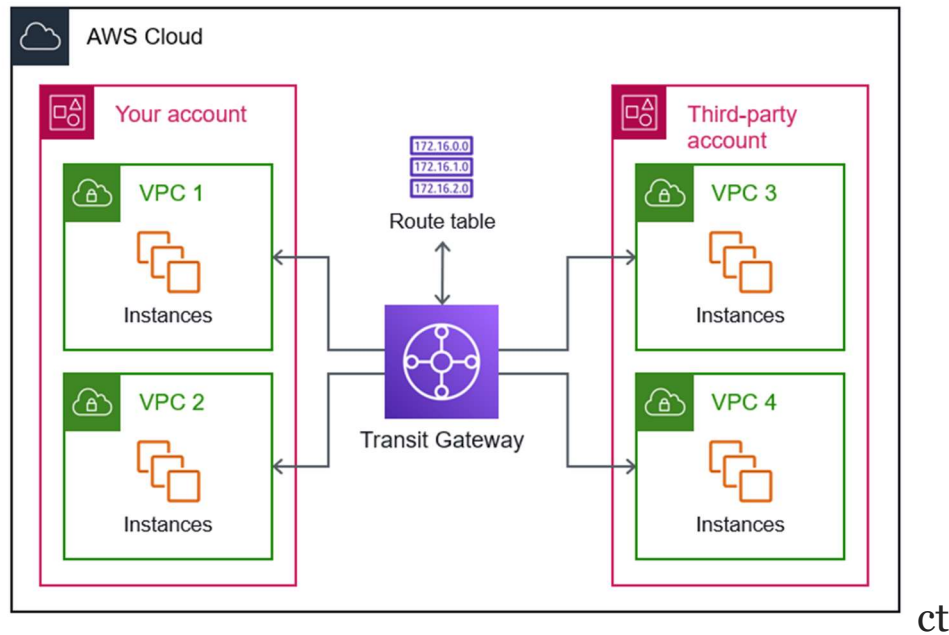 AWS Cloud
Your account
VPC 1
Instances
VPC 2
Instances
172.16.0.0
172.16.1.0
172.16.2.0
Route table
Transit Gateway
Third-party
account
VPC 3
Instances
VPC 4
Instances
ct